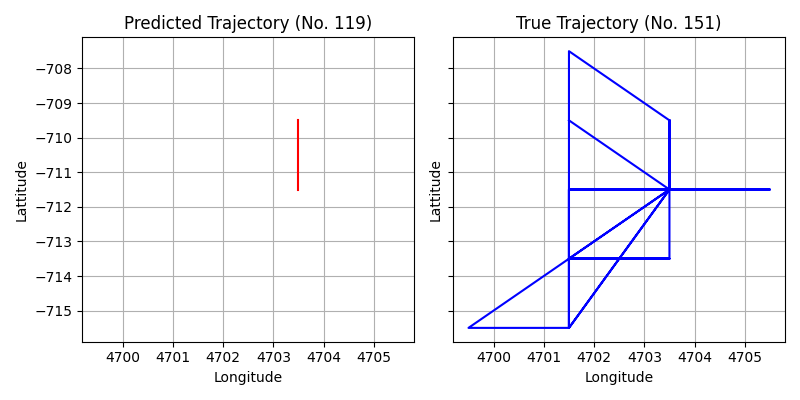 Predicted Trajectory (No. 119)
True Trajectory (No. 151)
−708
−709
−710
−711
−712
−713
−714
−715
Lattitude
Lattitude
4700 4701 4702 4703 4704 4705
4700 4701 4702 4703 4704 4705
Longitude
Longitude